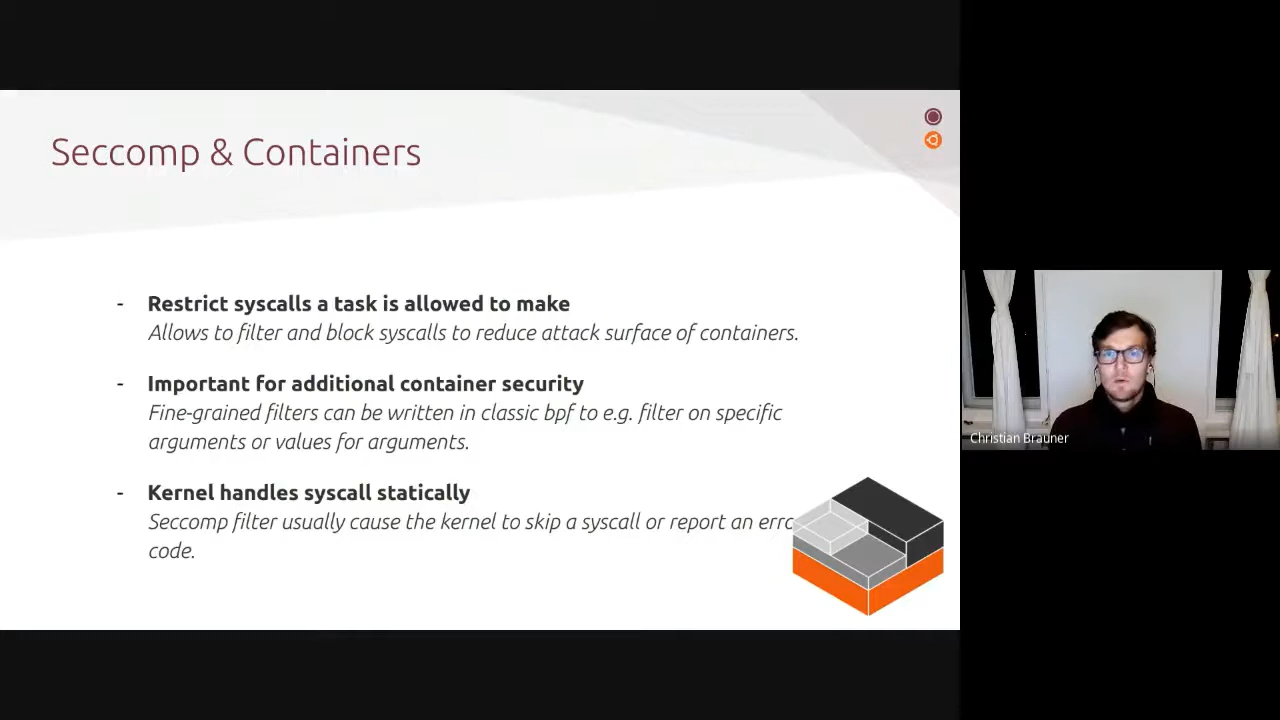 Seccomp & Containers
- Restrict syscalls a task is allowed to make
Allows to filter and block syscalls to reduce attack surface of containers.
- Important for additional container security
Fine-grained filters can be written in classic bpf to e.g. filter on specific
arguments or values for arguments.
- Kernel handles syscall statically
Seccomp filter usually cause the kernel to skip a syscall or report an erro
code.
Christian Brauner